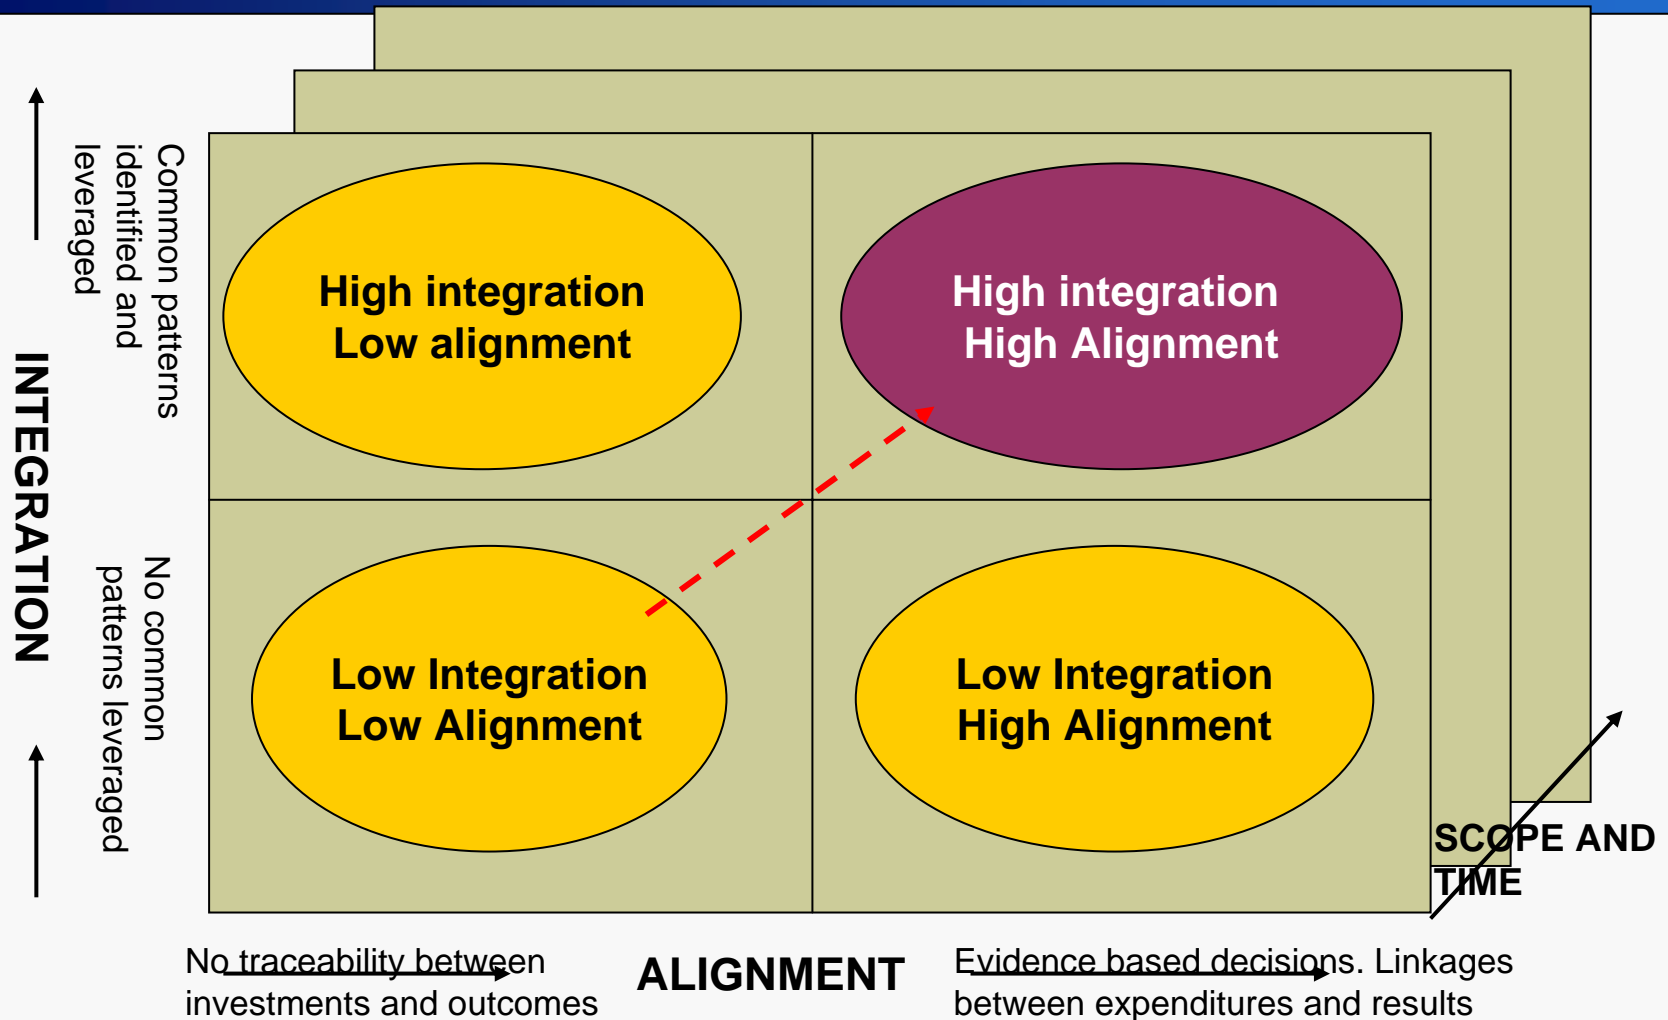 INTEGRATION
Common patterns
identified and
leveraged
No common
patterns leveraged
High integration
Low alignment
High integration
High Alignment
Low Integration
Low Alignment
Low Integration
High Alignment
SCOPE AND
TIME
No traceability between
investments and outcomes
ALIGNMENT
Evidence based decisions. Linkages
between expenditures and results